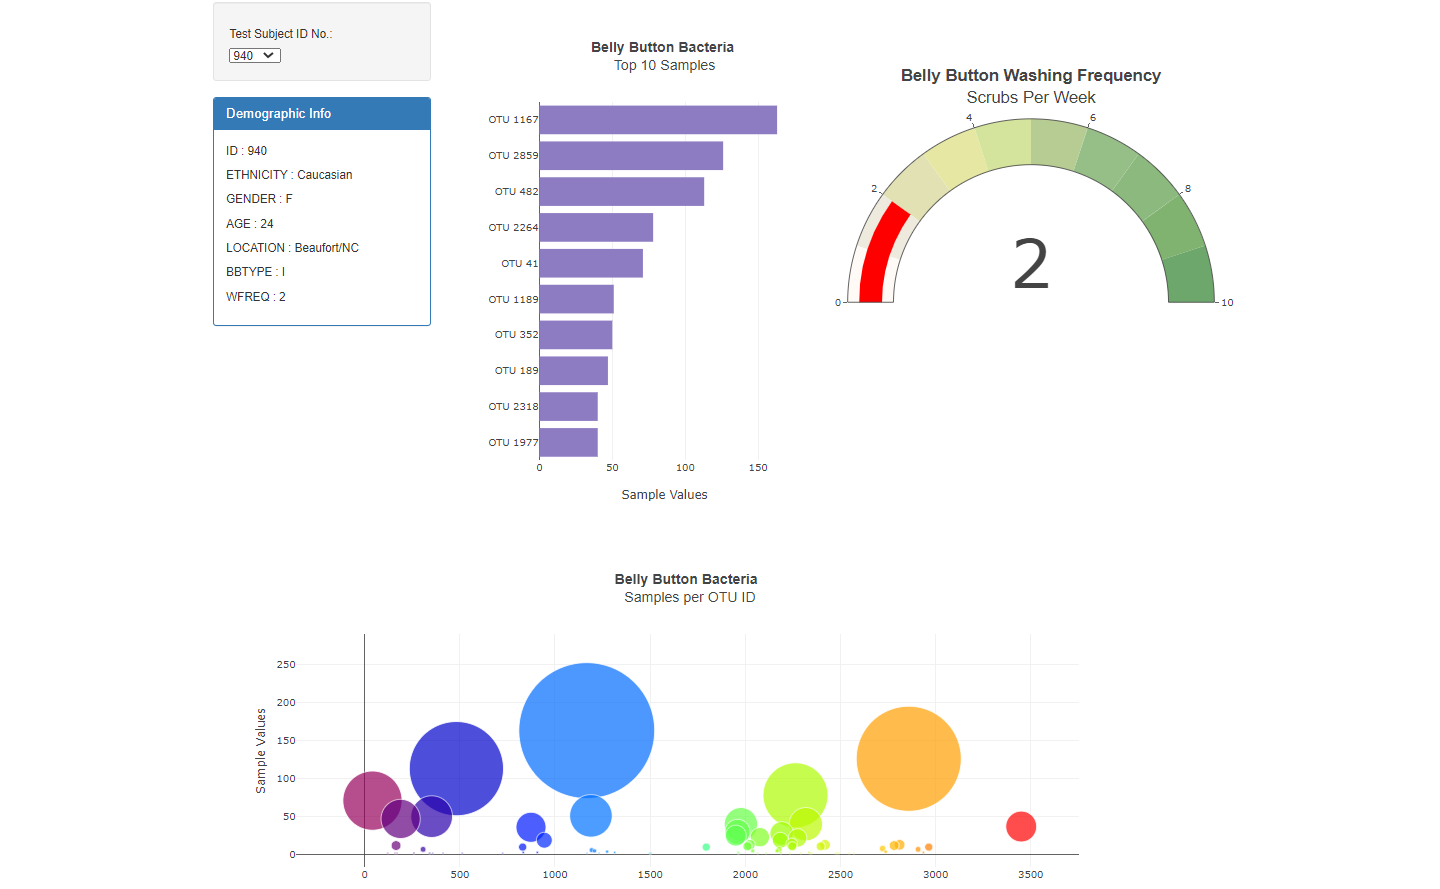 Test Subject ID No.:
940
Demographic Info
ID : 940
ETHNICITY : Caucasian
GENDER : F
AGE : 24
LOCATION : Beaufort/NC
BBTYPE : I
WFREQ : 2
Belly Button Bacteria
Top 10 Samples
OTU 1167
OTU 2859
OTU 482
OTU 2264
OTU 41
OTU 1189
OTU 352
OTU 189
OTU 2318
OTU 1977
0 50 100 150
Sample Values
Belly Button Washing Frequency
Scrubs Per Week
4 6
2 8
2
0 10
Belly Button Bacteria
Samples per OTU ID
Sample Values
250
200
150
100
50
0
0 500 1000 1500 2000 2500 3000 3500